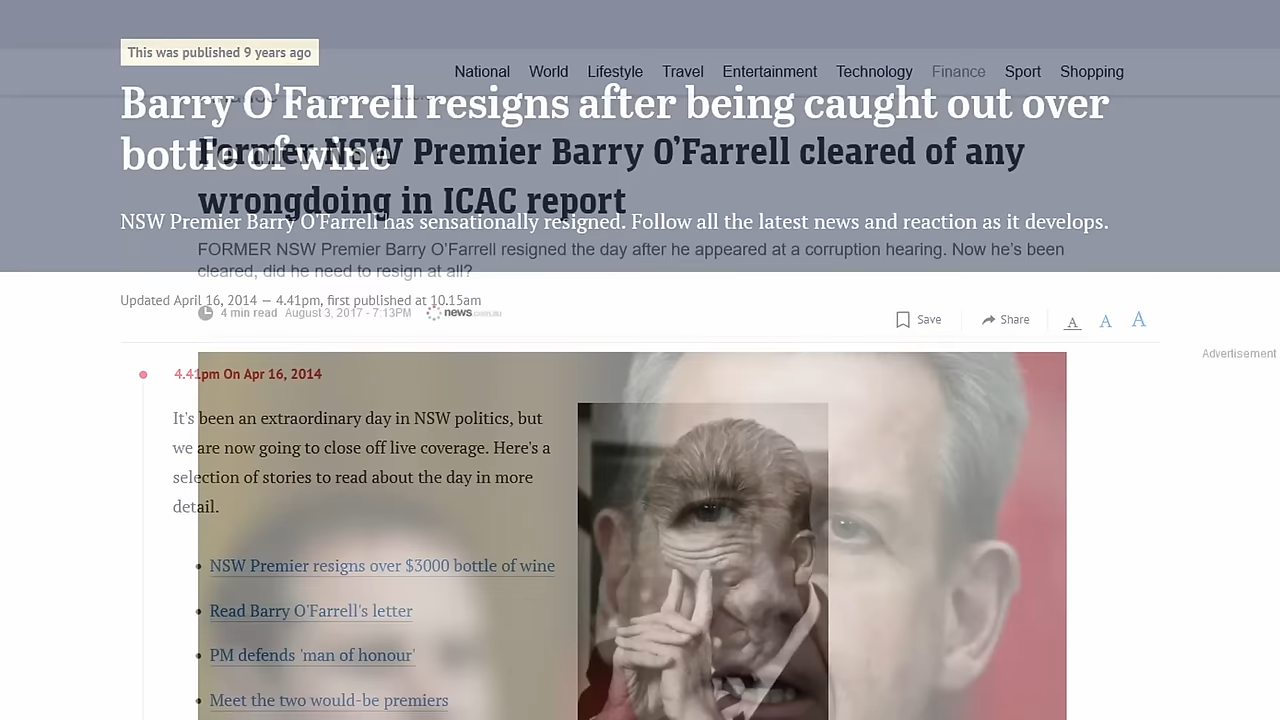 This was published 9 years ago
National World Lifestyle Travel Entertainment Technology Finance Sport Shopping
Barry O'Farrell resigns after being caught out over
bottle of wine
Former NSW Premier Barry O’Farrell cleared of any
wrongdoing in ICAC report
NSW Premier Barry O'Farrell has sensationally resigned. Follow all the latest news and reaction as it develops.
FORMER NSW Premier Barry O’Farrell resigned the day after he appeared at a corruption hearing. Now he’s been
cleared, did he need to resign at all?
Updated April 16, 2014 — 4.41pm, first published at 10.15am
4 min read August 3, 2017 - 7:13PM news.com.au
Save Share A A A
Advertisement
4.41pm On Apr 16, 2014
It's been an extraordinary day in NSW politics, but
we are now going to close off live coverage. Here's a
selection of stories to read about the day in more
detail.
• NSW Premier resigns over $3000 bottle of wine
• Read Barry O'Farrell's letter
• PM defends 'man of honour'
• Meet the two would-be premiers